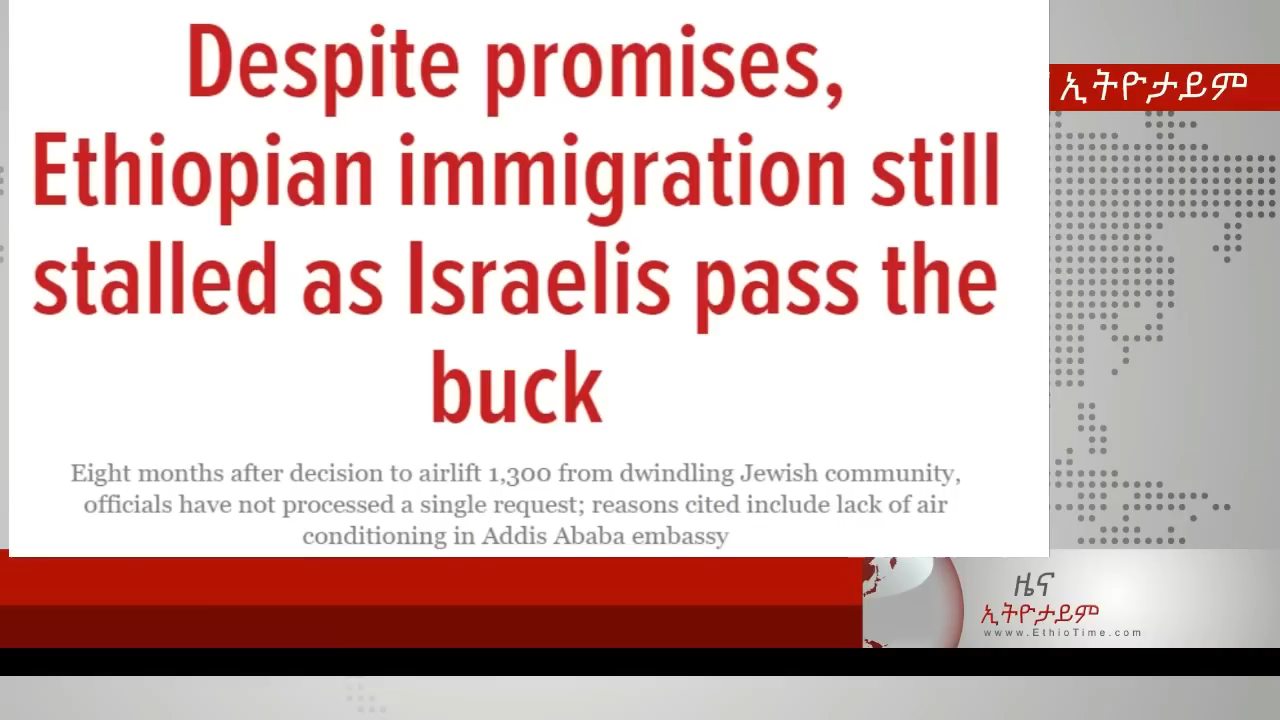 Despite promises,
Ethiopian immigration still
stalled as Israelis pass the
buck
Eight months after decision to airlift 1,300 from dwindling Jewish community,
officials have not processed a single request; reasons cited include lack of air
conditioning in Addis Ababa embassy
ኢትዮታይም
ዜና
ኢትዮታይም
www.EthioTime.com